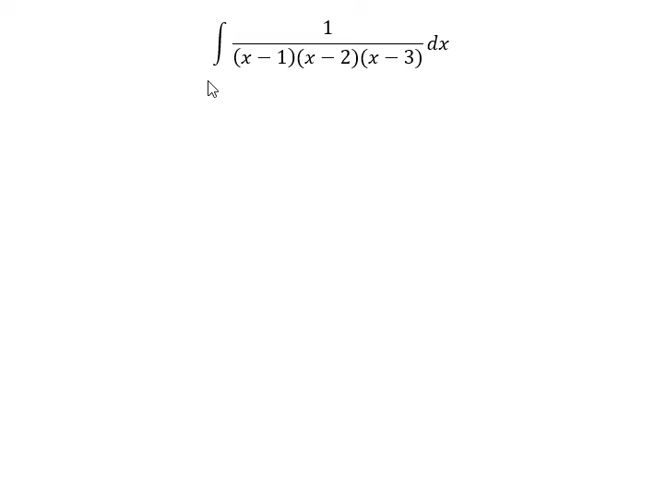 ∫ 1/((x − 1)(x − 2)(x − 3)) dx